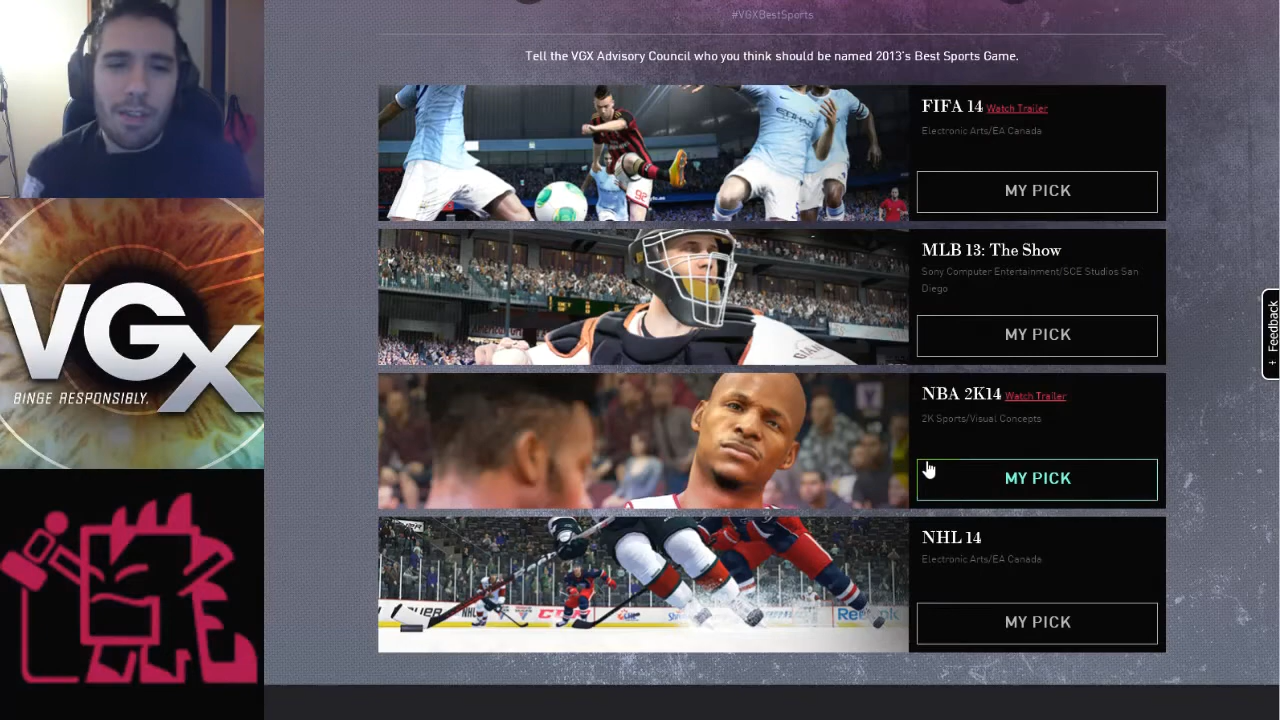 #VGXBestSports
Tell the VGX Advisory Council who you think should be named 2013's Best Sports Game.
FIFA 14 Watch Trailer
Electronic Arts/EA Canada
MY PICK
MLB 13: The Show
Sony Computer Entertainment/SCE Studios San
Diego
MY PICK
NBA 2K14 Watch Trailer
2K Sports/Visual Concepts
MY PICK
NHL 14
Electronic Arts/EA Canada
MY PICK
VGX
BINGE RESPONSIBLY.
+ Feedback
92
Reebok